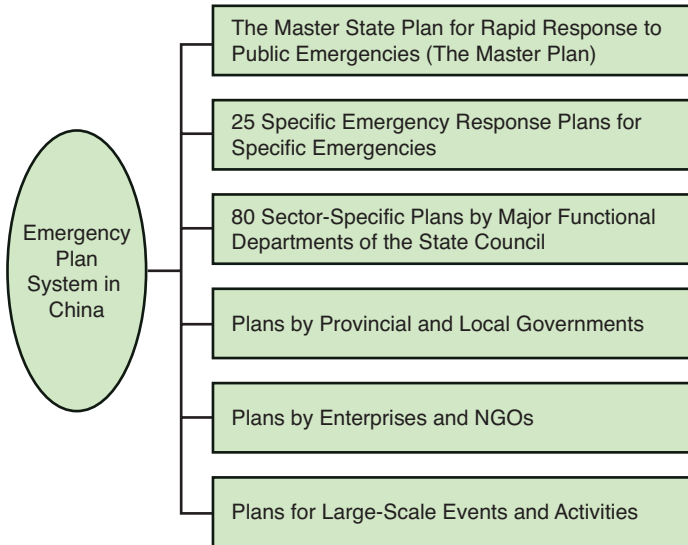 Emergency
Plan
System in
China
The Master State Plan for Rapid Response to
Public Emergencies (The Master Plan)
25 Specific Emergency Response Plans for
Specific Emergencies
80 Sector-Specific Plans by Major Functional
Departments of the State Council
Plans by Provincial and Local Governments
Plans by Enterprises and NGOs
Plans for Large-Scale Events and Activities